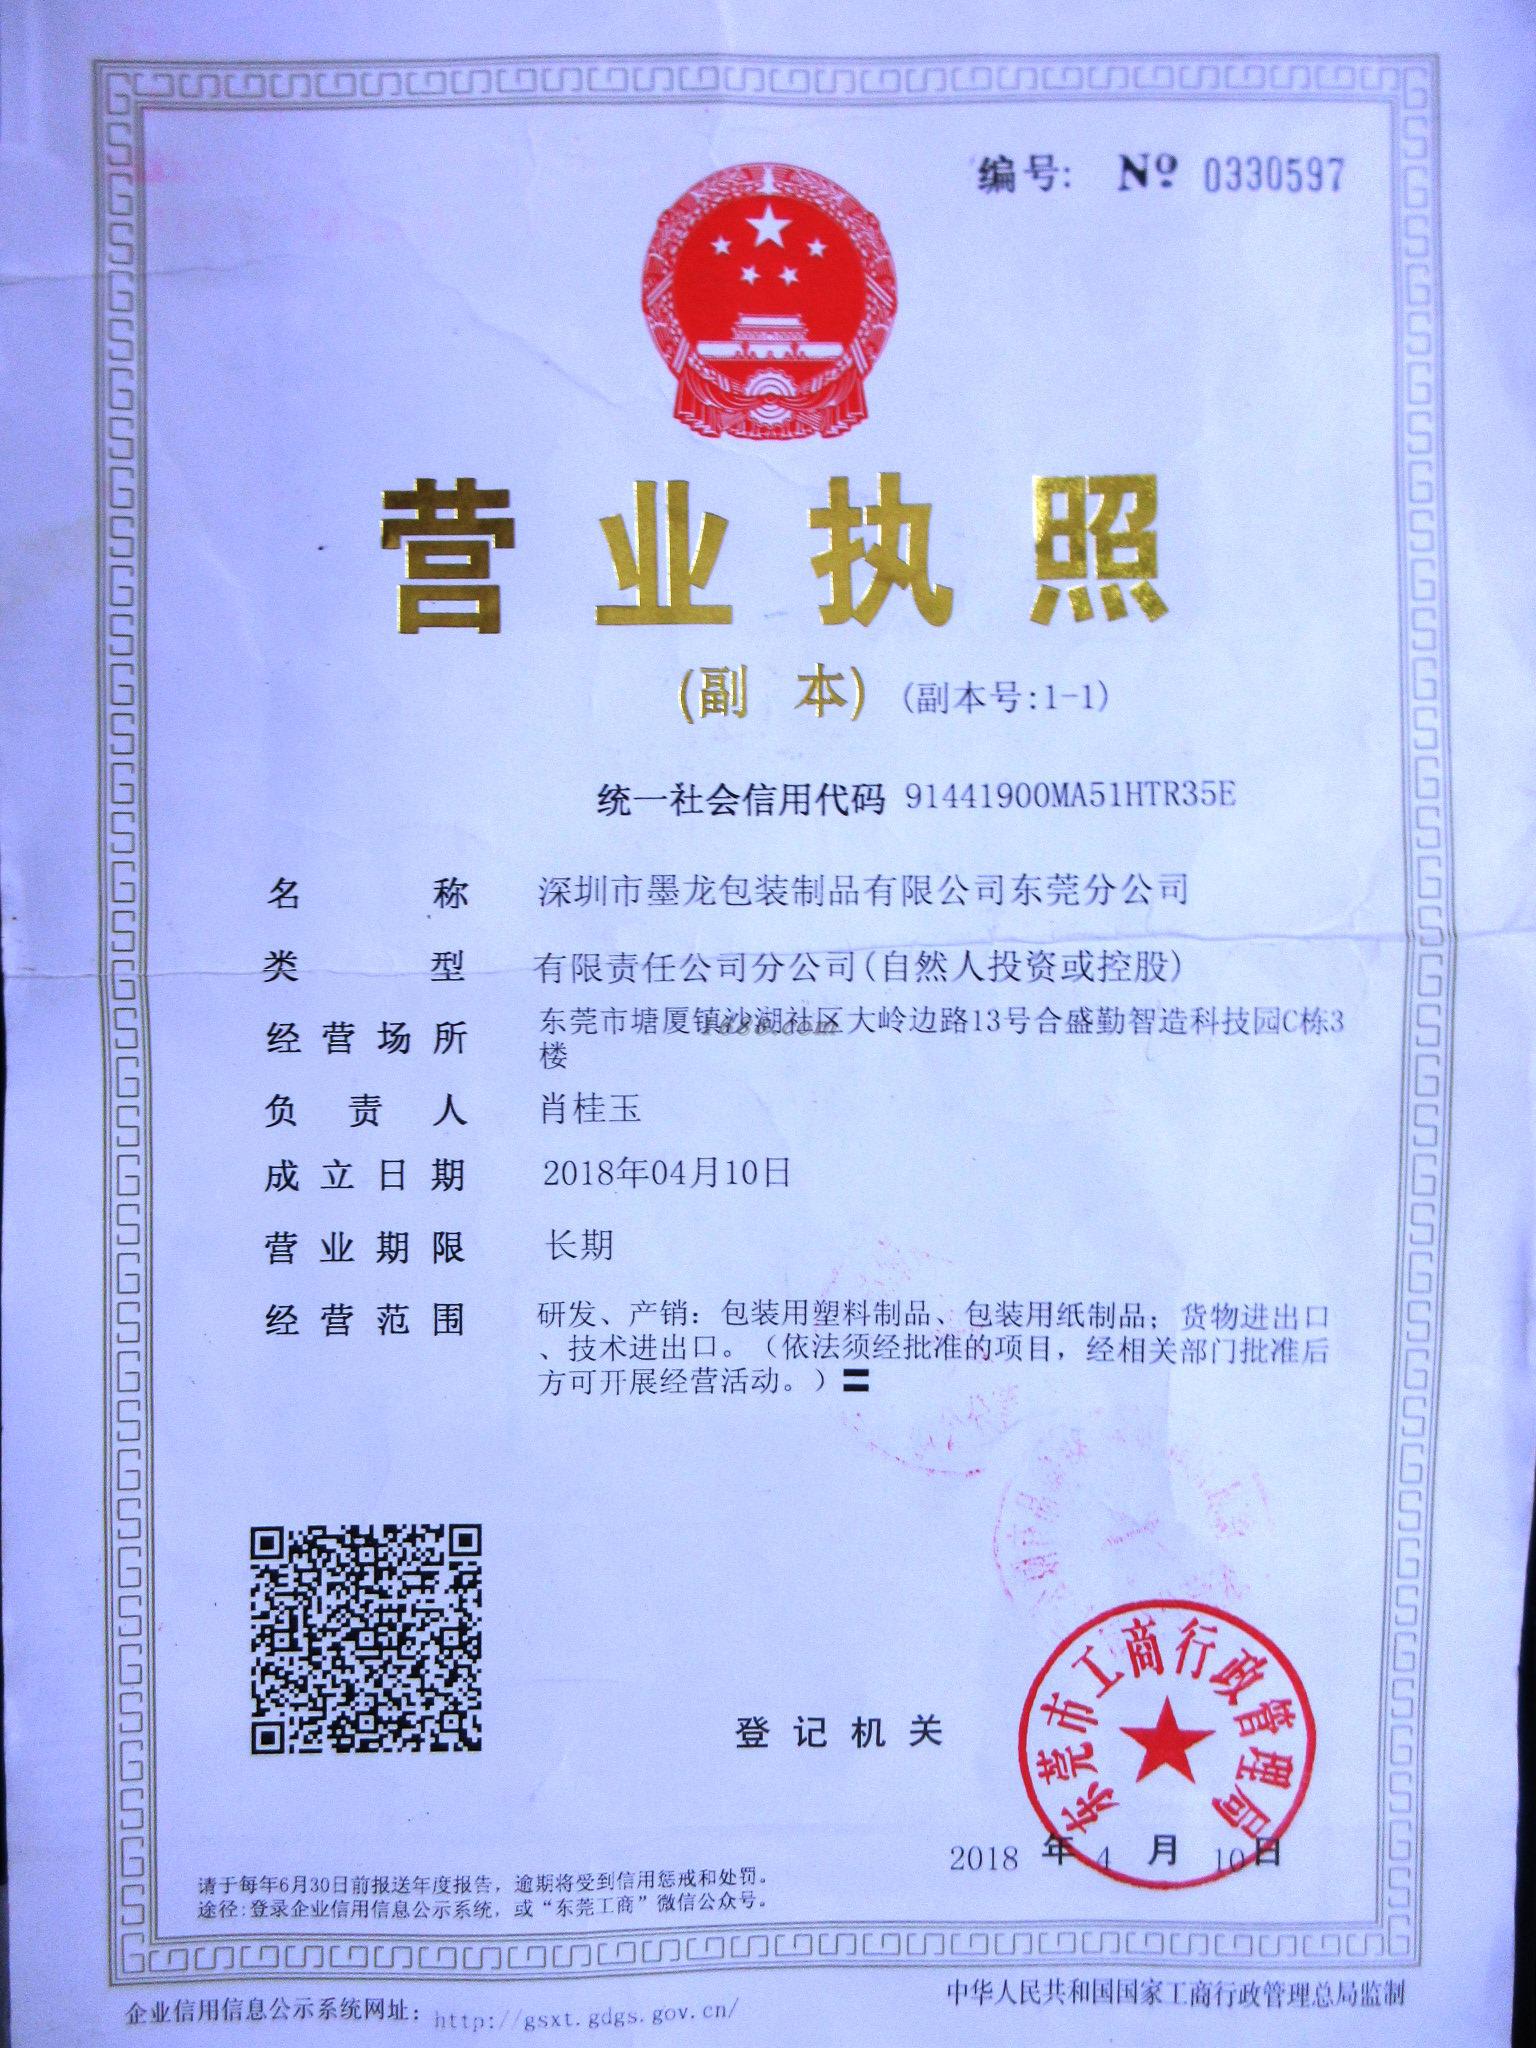 编号: № 0330597
营业执照
(副 本) (副本号:1-1)
统一社会信用代码 91441900MA51HTR35E
名 称 深圳市墨龙包装制品有限公司东莞分公司
类 型 有限责任公司分公司(自然人投资或控股)
经营场所 东莞市塘厦镇沙湖社区大岭边路13号合盛勤智造科技园C栋3
楼
1688.com
负责人 肖桂玉
成立日期 2018年04月10日
营业期限 长期
经营范围 研发、产销：包装用塑料制品、包装用纸制品；货物进出口
、技术进出口。（依法须经批准的项目，经相关部门批准后
方可开展经营活动。）〓
东莞市工商行政管理局
登记机关
2018 年 4 月 10 日
请于每年6月30日前报送年度报告，逾期将受到信用惩戒和处罚。
途径:登录企业信用信息公示系统，或“东莞工商”微信公众号。
企业信用信息公示系统网址： http://gsxt.gdgs.gov.cn/
中华人民共和国国家工商行政管理总局监制